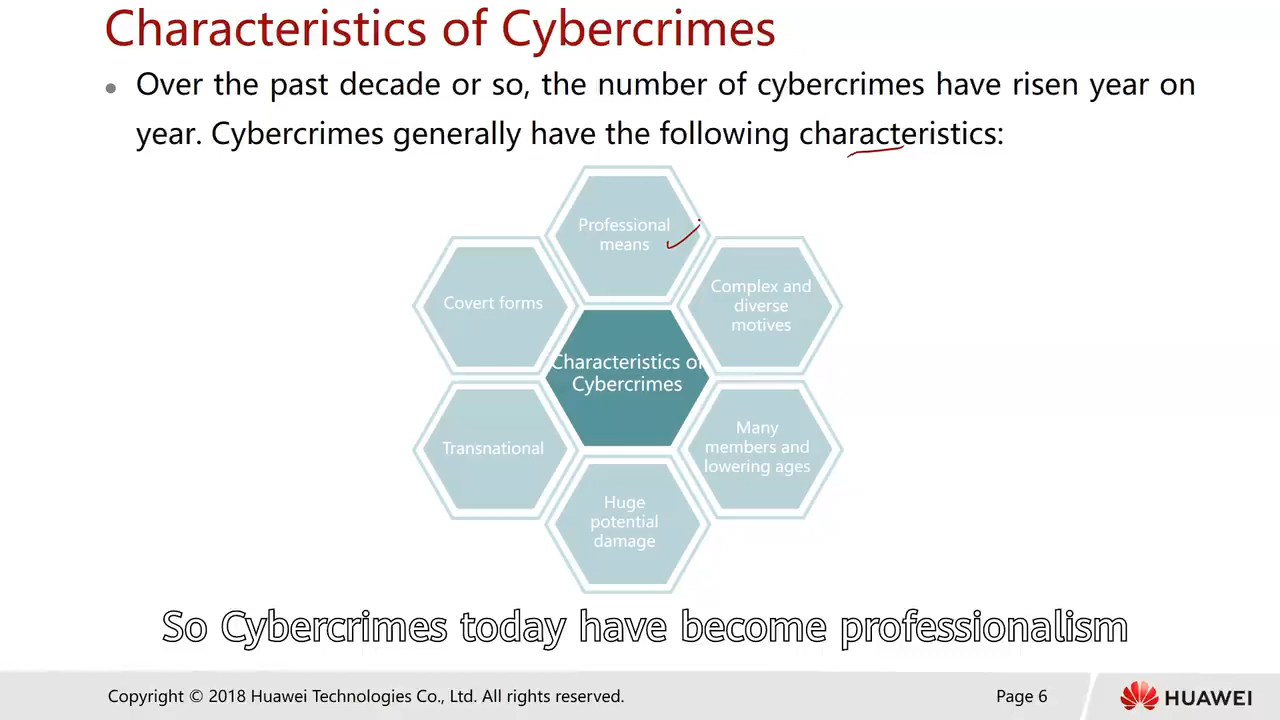 Characteristics of Cybercrimes
• Over the past decade or so, the number of cybercrimes have risen year on
year. Cybercrimes generally have the following characteristics:
Professional
means
Complex and
diverse
motives
Covert forms
Characteristics of
Cybercrimes
Many
members and
lowering ages
Transnational
Huge
potential
damage
So Cybercrimes today have become professionalism
Copyright © 2018 Huawei Technologies Co., Ltd. All rights reserved.
Page 6
HUAWEI